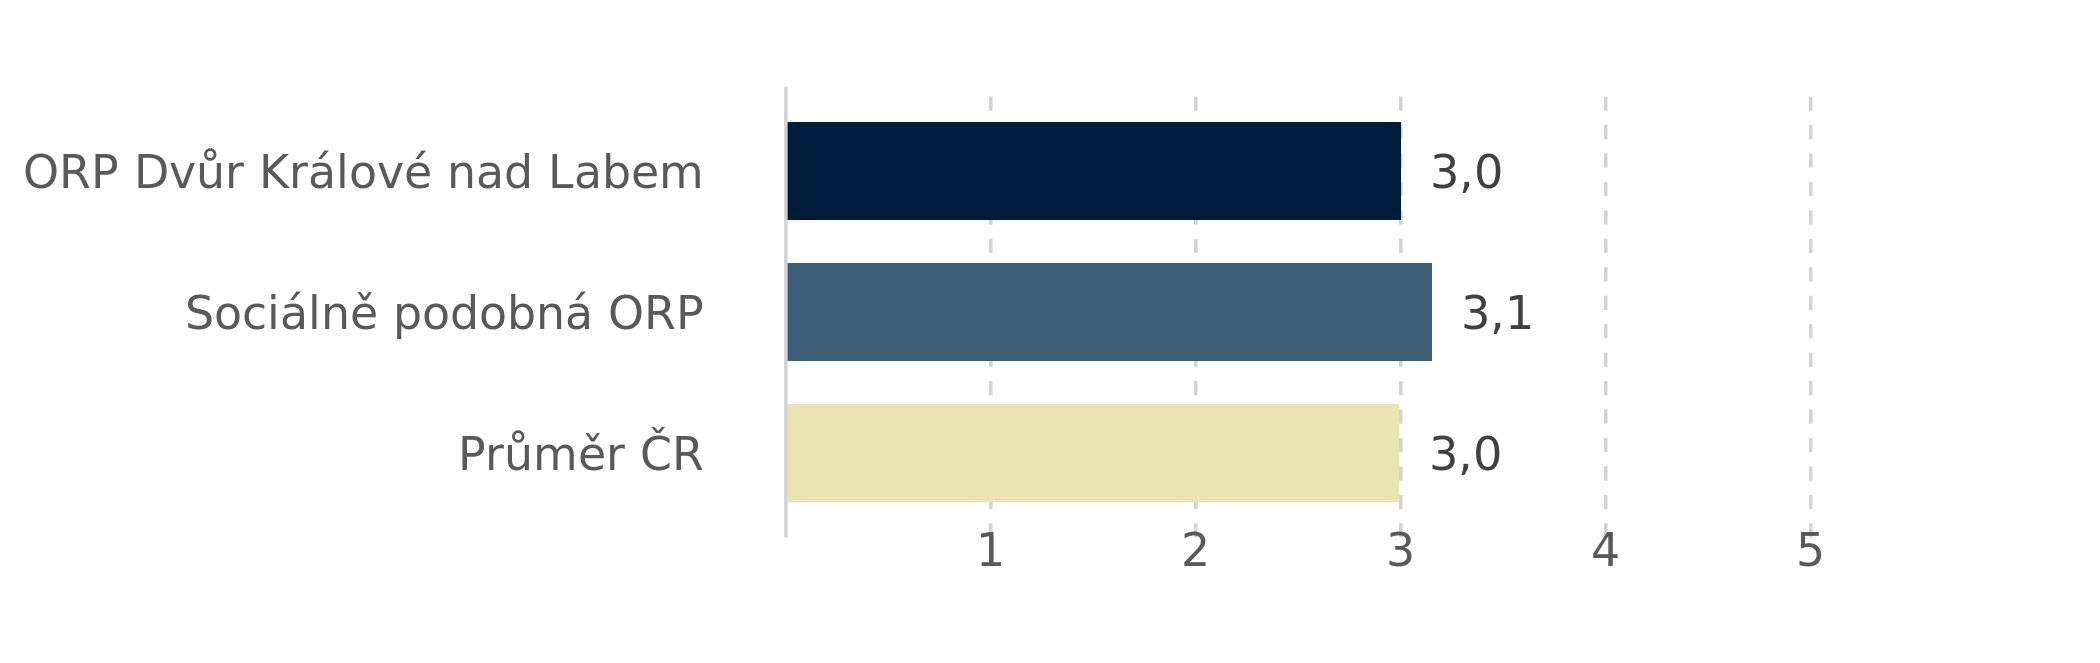 ORP Dvůr Králové nad Labem 3,0
Sociálně podobná ORP 3,1
Průměr ČR 3,0
1 2 3 4 5